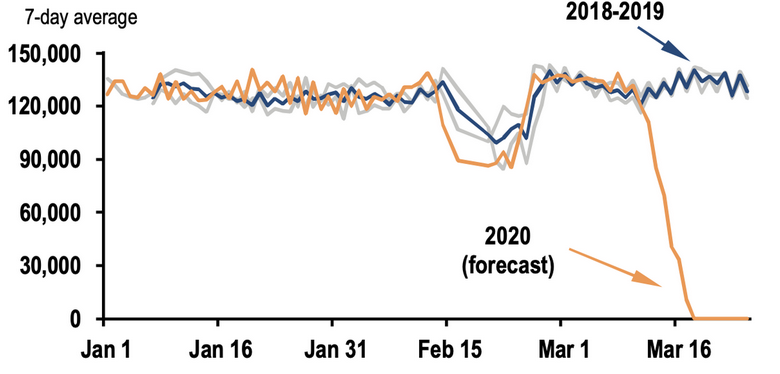 7-day average
2018-2019
150,000
120,000
90,000
60,000
30,000
0
2020
(forecast)
Jan 1 Jan 16 Jan 31 Feb 15 Mar 1 Mar 16